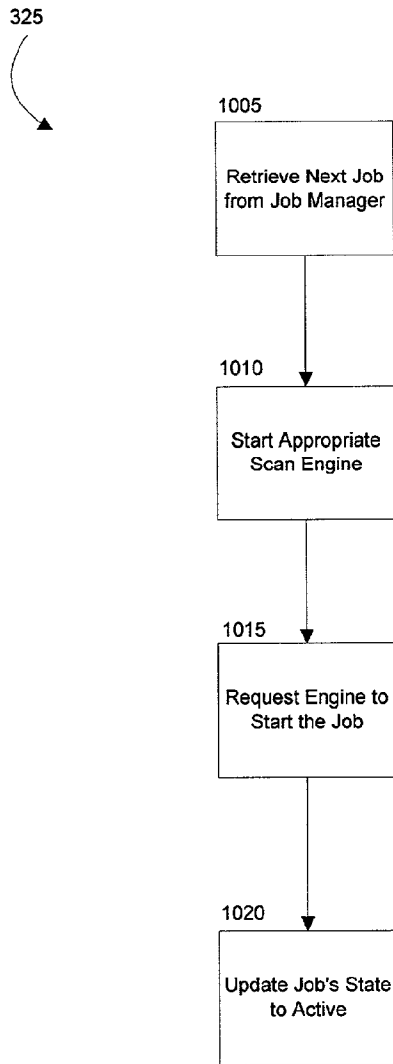 325
1005
Retrieve Next Job
from Job Manager
1010
Start Appropriate
Scan Engine
1015
Request Engine to
Start the Job
1020
Update Job's State
to Active